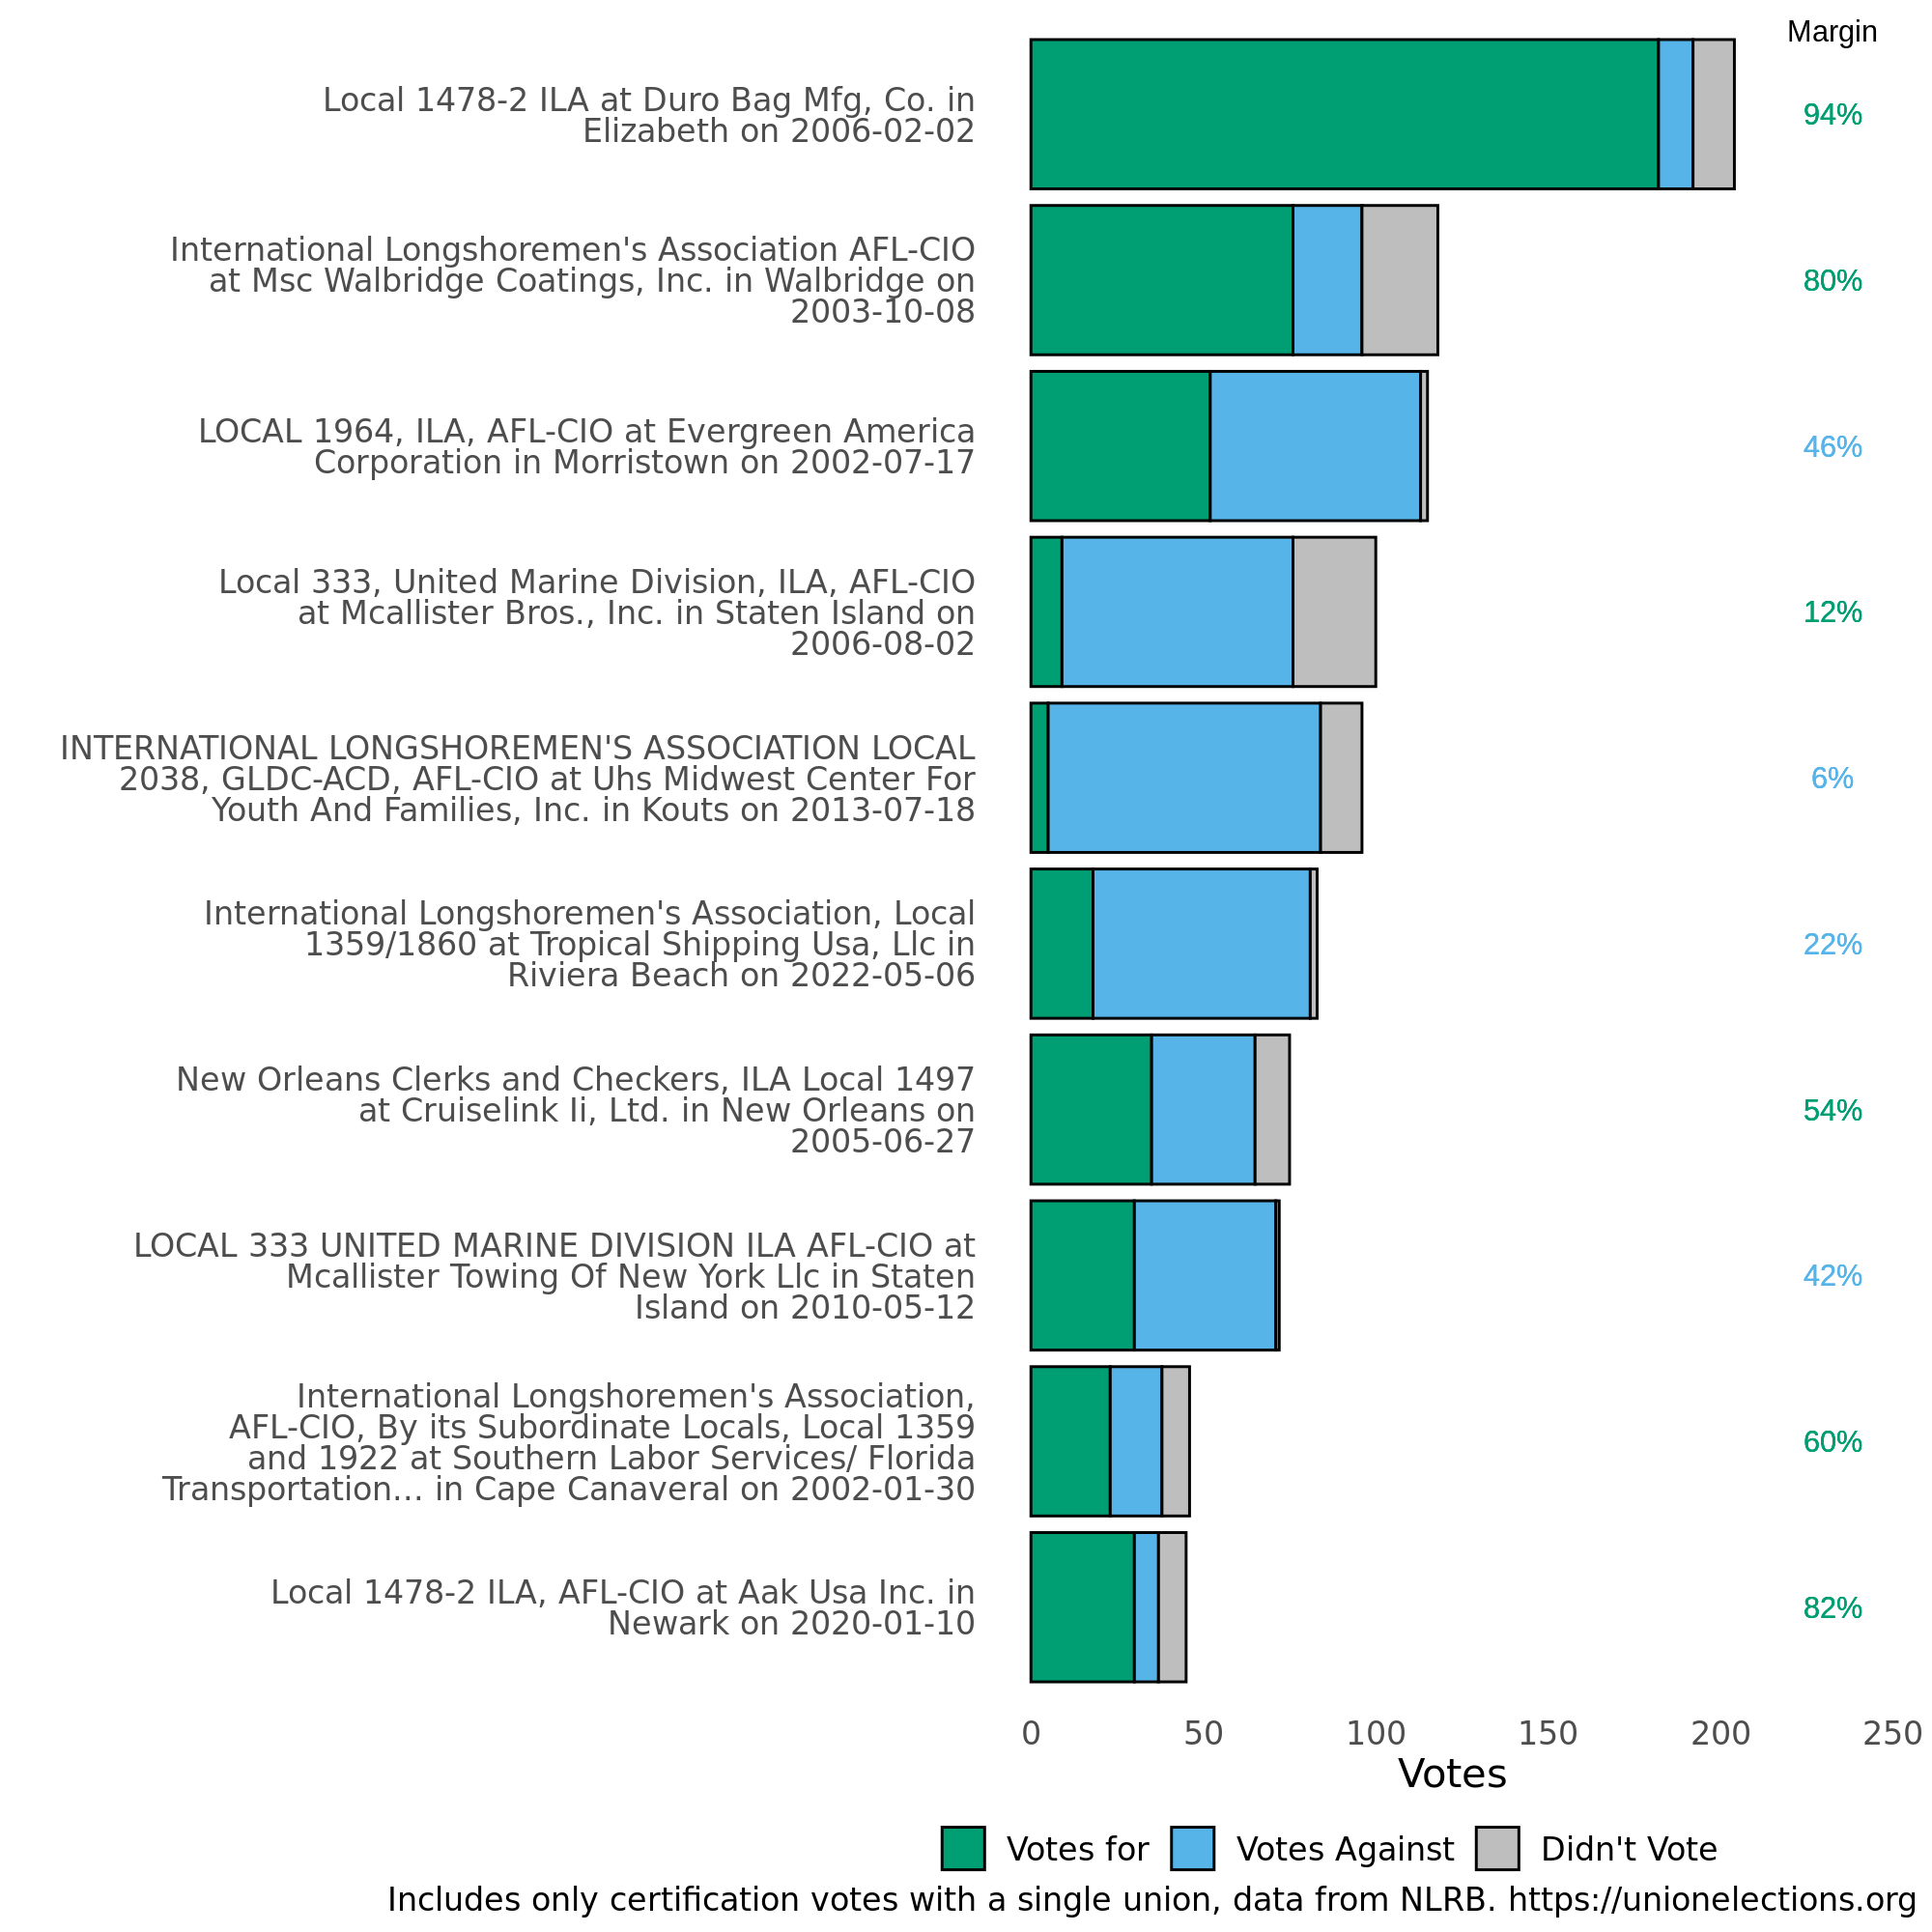 Margin
Local 1478-2 ILA at Duro Bag Mfg, Co. in
Elizabeth on 2006-02-02
94%
International Longshoremen's Association AFL-CIO
at Msc Walbridge Coatings, Inc. in Walbridge on
2003-10-08
80%
LOCAL 1964, ILA, AFL-CIO at Evergreen America
Corporation in Morristown on 2002-07-17
46%
Local 333, United Marine Division, ILA, AFL-CIO
at Mcallister Bros., Inc. in Staten Island on
2006-08-02
12%
INTERNATIONAL LONGSHOREMEN'S ASSOCIATION LOCAL
2038, GLDC-ACD, AFL-CIO at Uhs Midwest Center For
Youth And Families, Inc. in Kouts on 2013-07-18
6%
International Longshoremen's Association, Local
1359/1860 at Tropical Shipping Usa, Llc in
Riviera Beach on 2022-05-06
22%
New Orleans Clerks and Checkers, ILA Local 1497
at Cruiselink Ii, Ltd. in New Orleans on
2005-06-27
54%
LOCAL 333 UNITED MARINE DIVISION ILA AFL-CIO at
Mcallister Towing Of New York Llc in Staten
Island on 2010-05-12
42%
International Longshoremen's Association,
AFL-CIO, By its Subordinate Locals, Local 1359
and 1922 at Southern Labor Services/ Florida
Transportation... in Cape Canaveral on 2002-01-30
60%
Local 1478-2 ILA, AFL-CIO at Aak Usa Inc. in
Newark on 2020-01-10
82%
0 50 100 150 200 250
Votes
Votes for Votes Against Didn't Vote
Includes only certification votes with a single union, data from NLRB. https://unionelections.org